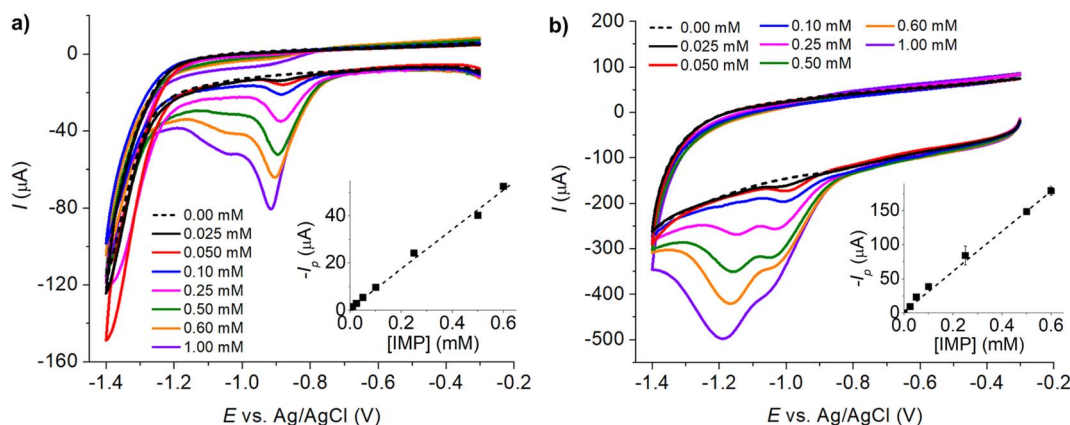 a)
0
-40
-80
-120
-160
I (µA)
0.00 mM
0.025 mM
0.050 mM
0.10 mM
0.25 mM
0.50 mM
0.60 mM
1.00 mM
40
20
0
-Ip (µA)
0.0 0.2 0.4 0.6
[IMP] (mM)
-1.4 -1.2 -1.0 -0.8 -0.6 -0.4 -0.2
E vs. Ag/AgCl (V)
b)
200
100
0
-100
-200
-300
-400
-500
I (µA)
0.00 mM 0.10 mM 0.60 mM
0.025 mM 0.25 mM 1.00 mM
0.050 mM 0.50 mM
150
100
50
0
-Ip (µA)
0.0 0.2 0.4 0.6
[IMP] (mM)
-1.4 -1.2 -1.0 -0.8 -0.6 -0.4 -0.2
E vs. Ag/AgCl (V)